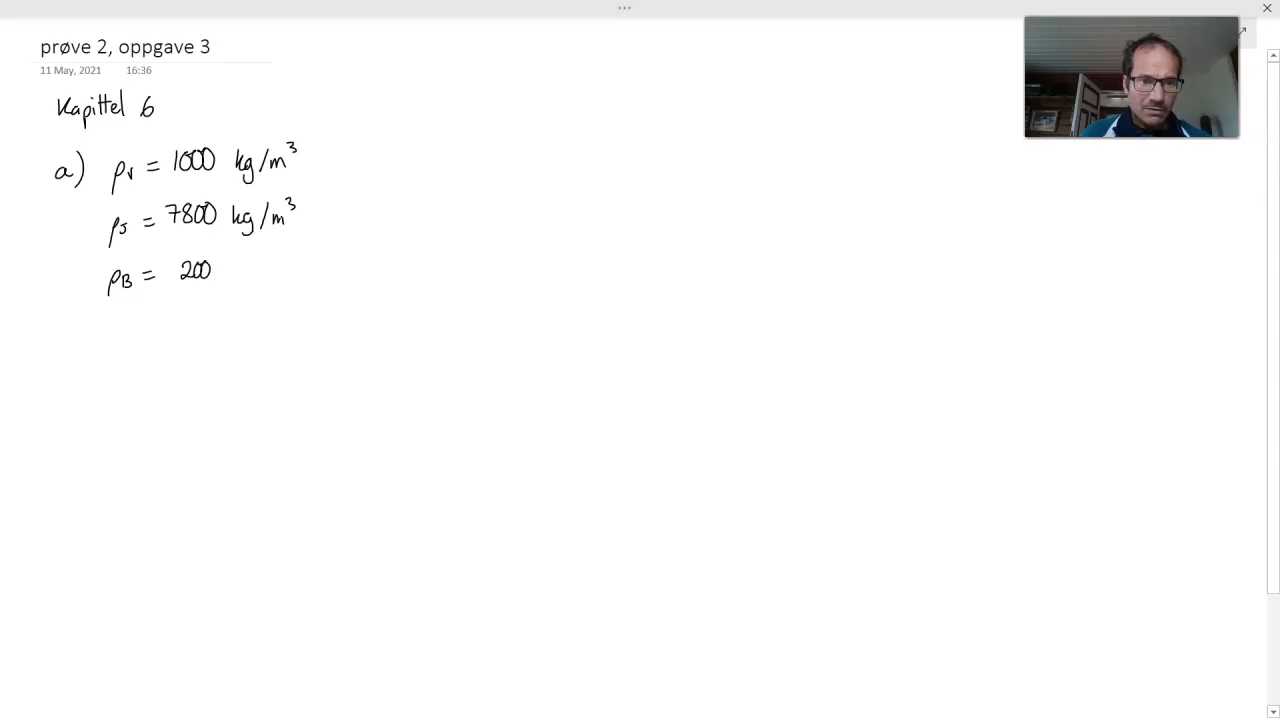 prøve 2, oppgave 3
11 May, 2021 16:36
Kapittel 6
a) ρv = 1000 kg/m³
ρJ = 7800 kg/m³
ρB = 200